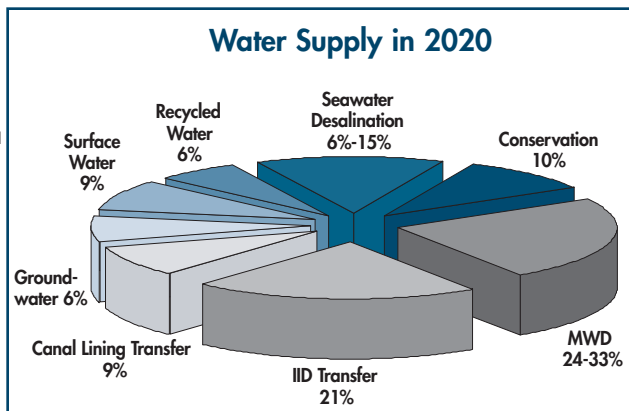 Water Supply in 2020
Seawater
Desalination
6%-15%
Conservation
10%
MWD
24-33%
IID Transfer
21%
Canal Lining Transfer
9%
Ground-
water 6%
Surface
Water
9%
Recycled
Water
6%